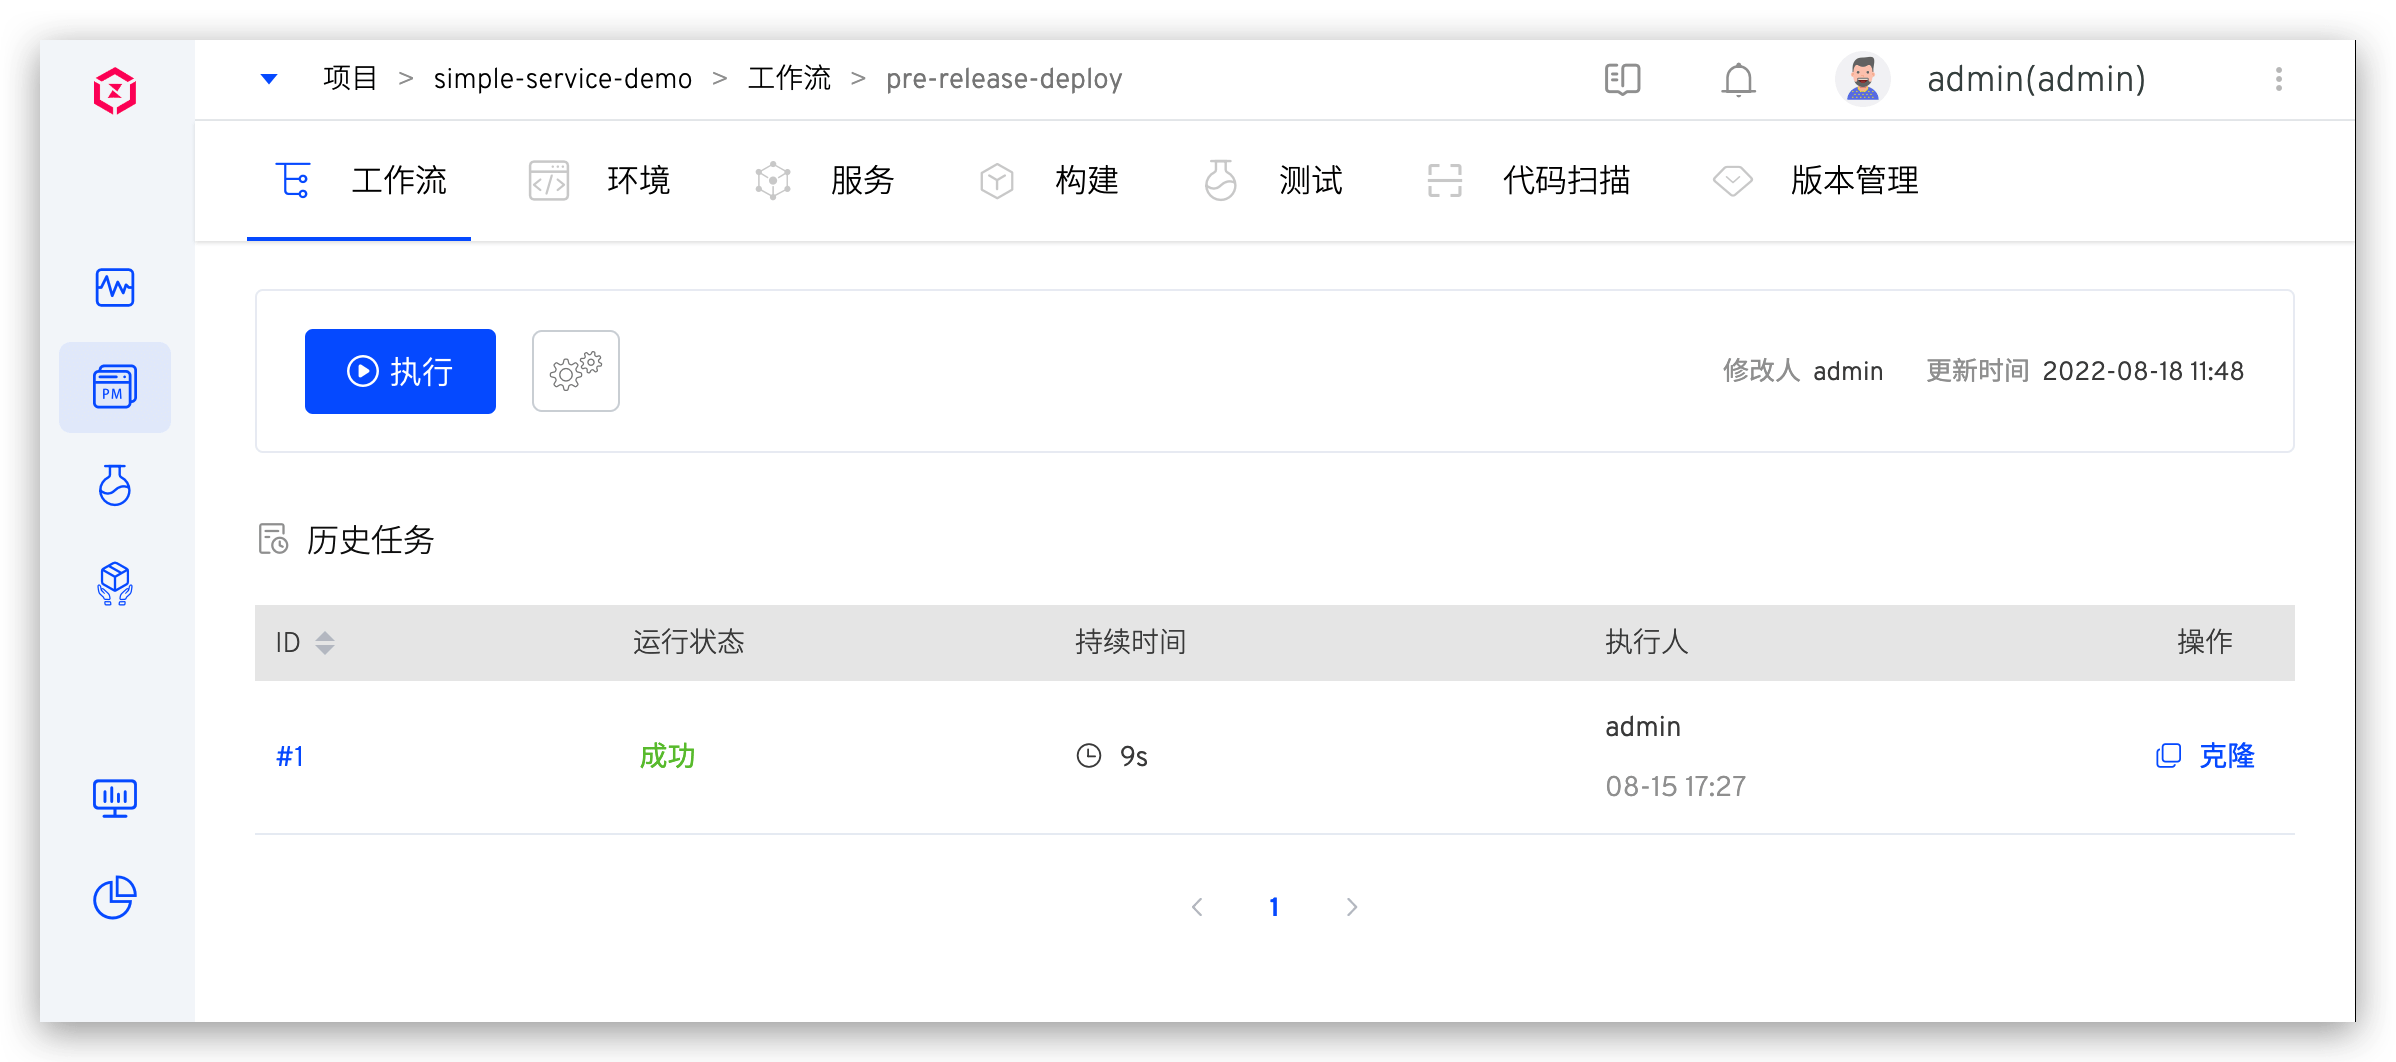 项目 > simple-service-demo > 工作流 > pre-release-deploy admin(admin)
工作流 环境 服务 构建 测试 代码扫描 版本管理
PM
执行 修改人 admin 更新时间 2022-08-18 11:48
历史任务
ID 运行状态 持续时间 执行人 操作
#1 成功 9s admin 克隆
08-15 17:27
1